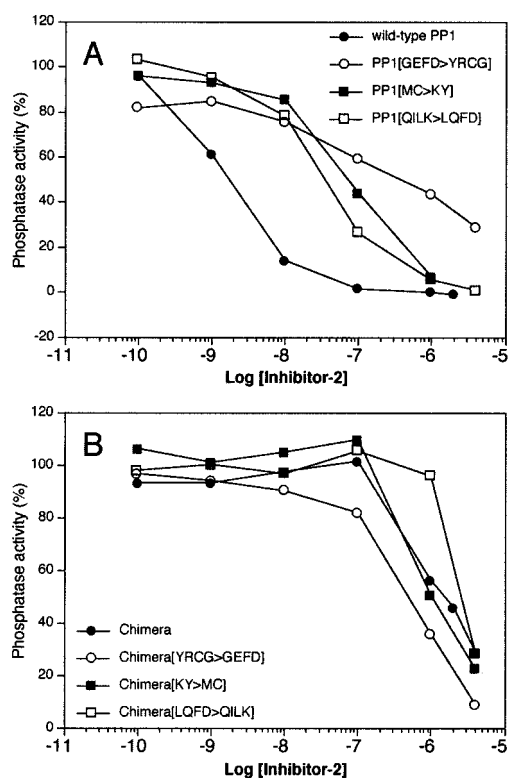 A
wild-type PP1
PP1[GEFD>YRCG]
PP1[MC>KY]
PP1[QILK>LQFD]
Phosphatase activity (%)
120
100
80
60
40
20
0
-20
-11 -10 -9 -8 -7 -6 -5
Log [Inhibitor-2]
B
Chimera
Chimera[YRCG>GEFD]
Chimera[KY>MC]
Chimera[LQFD>QILK]
Phosphatase activity (%)
120
100
80
60
40
20
0
-11 -10 -9 -8 -7 -6 -5
Log [Inhibitor-2]